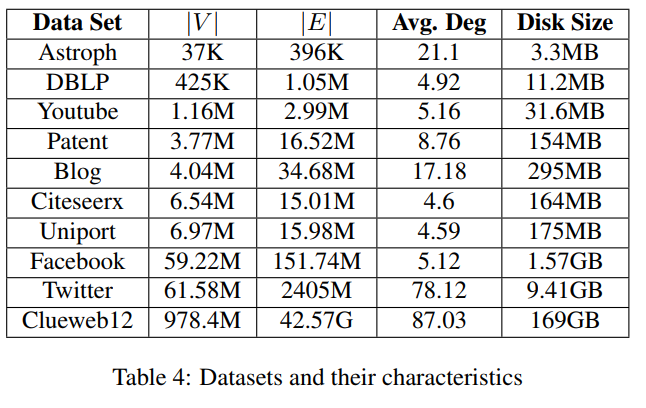 Data Set |V| |E| Avg. Deg Disk Size
Astroph 37K 396K 21.1 3.3MB
DBLP 425K 1.05M 4.92 11.2MB
Youtube 1.16M 2.99M 5.16 31.6MB
Patent 3.77M 16.52M 8.76 154MB
Blog 4.04M 34.68M 17.18 295MB
Citeseerx 6.54M 15.01M 4.6 164MB
Uniport 6.97M 15.98M 4.59 175MB
Facebook 59.22M 151.74M 5.12 1.57GB
Twitter 61.58M 2405M 78.12 9.41GB
Clueweb12 978.4M 42.57G 87.03 169GB
Table 4: Datasets and their characteristics